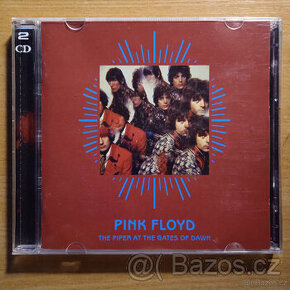 2
CD
PINK FLOYD
THE PIPER AT THE GATES OF DAWN
Bazos.cz